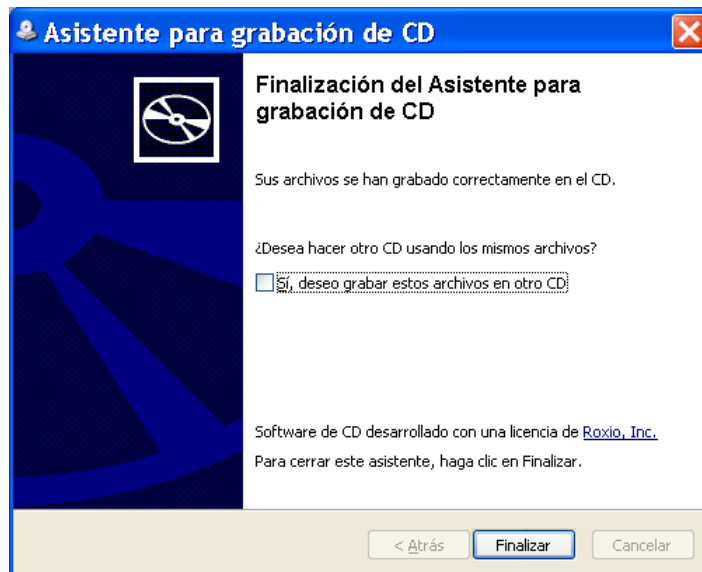 Asistente para grabación de CD
Finalización del Asistente para
grabación de CD
Sus archivos se han grabado correctamente en el CD.
¿Desea hacer otro CD usando los mismos archivos?
Sí, deseo grabar estos archivos en otro CD
Software de CD desarrollado con una licencia de Roxio, Inc.
Para cerrar este asistente, haga clic en Finalizar.
< Atrás Finalizar Cancelar